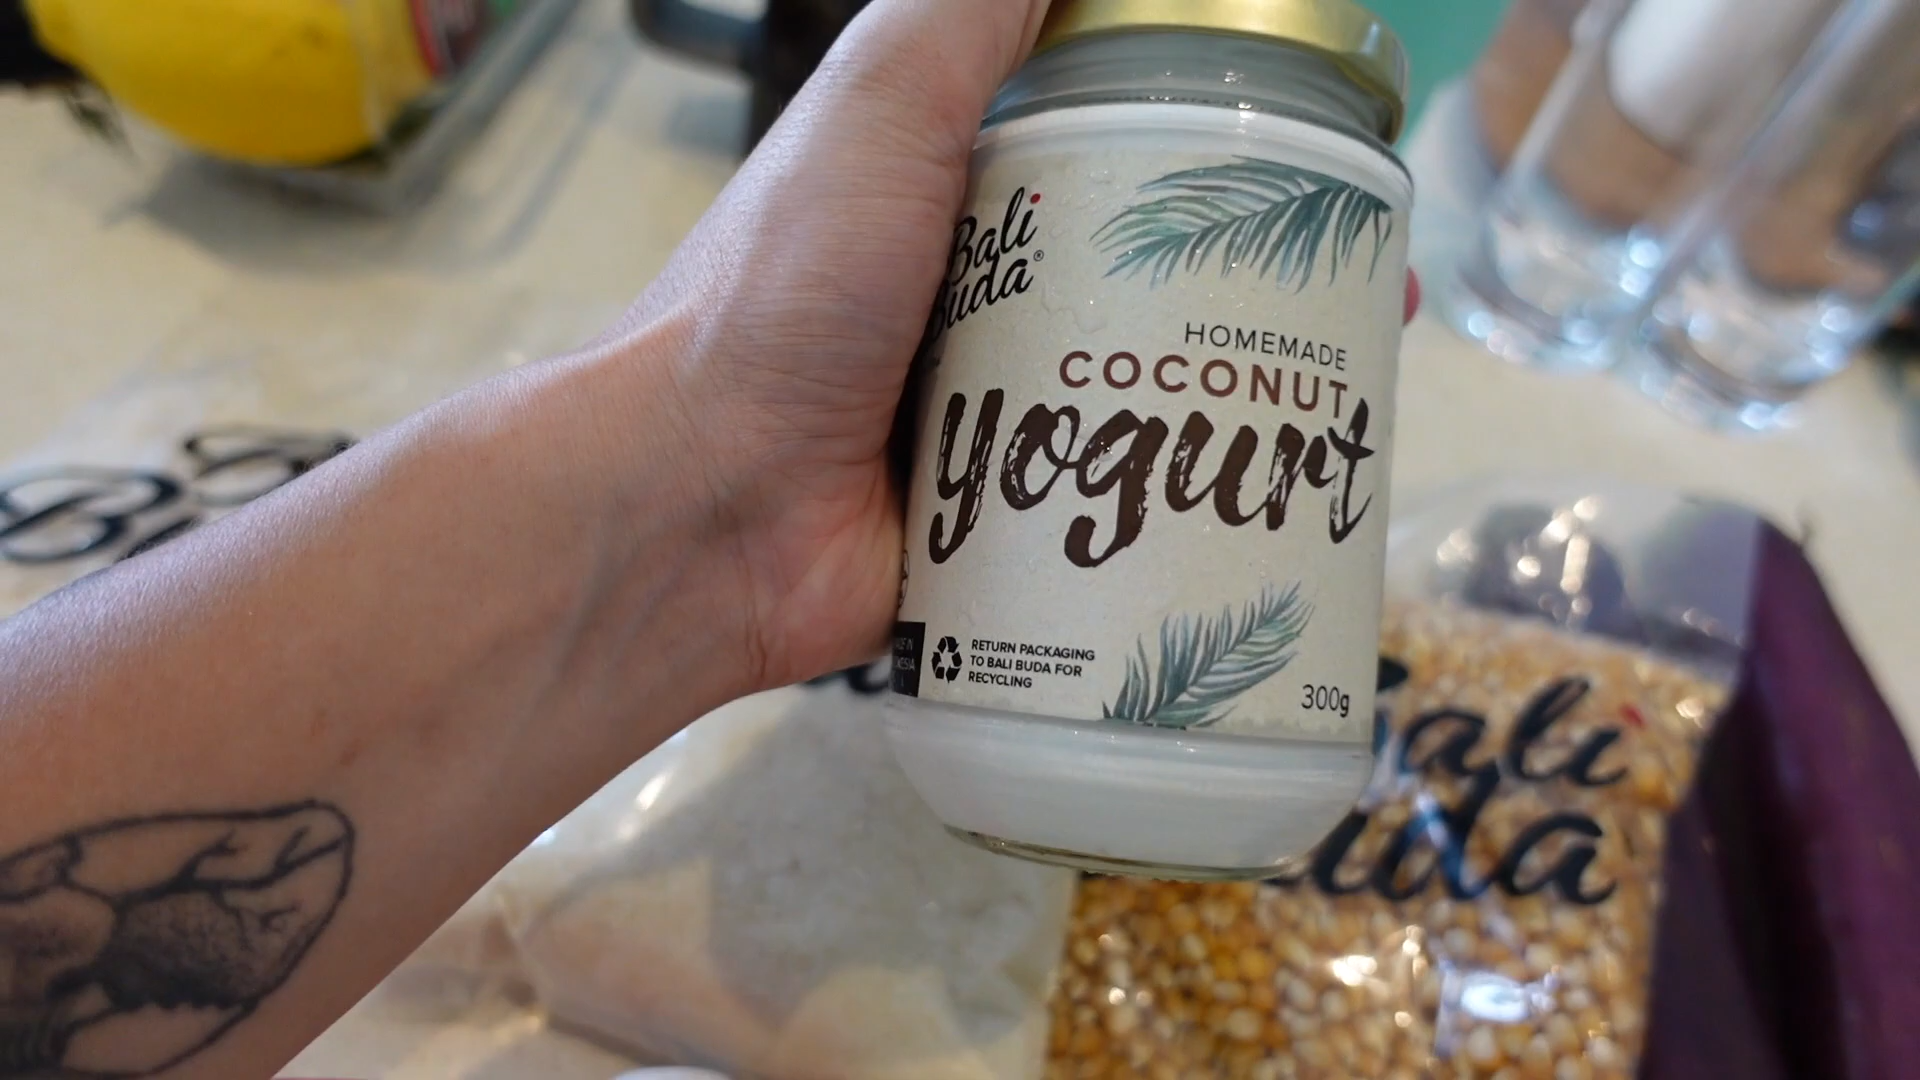 Bali
Buda®
HOMEMADE
COCONUT
yogurt
RETURN PACKAGING
TO BALI BUDA FOR
RECYCLING
300g
Bali
Buda